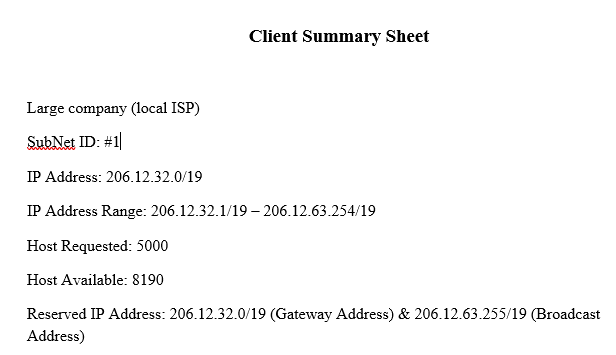 Client Summary Sheet
Large company (local ISP)
SubNet ID: #1
IP Address: 206.12.32.0/19
IP Address Range: 206.12.32.1/19 – 206.12.63.254/19
Host Requested: 5000
Host Available: 8190
Reserved IP Address: 206.12.32.0/19 (Gateway Address) & 206.12.63.255/19 (Broadcast
Address)